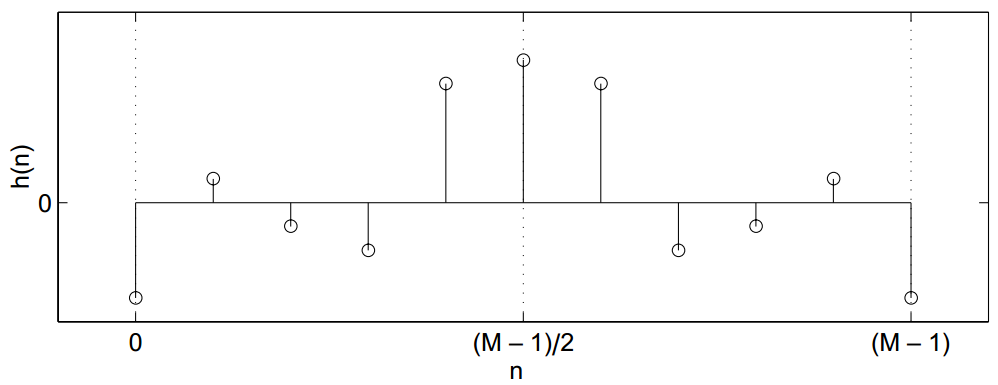 h(n)
0
0
(M – 1)/2
(M – 1)
n